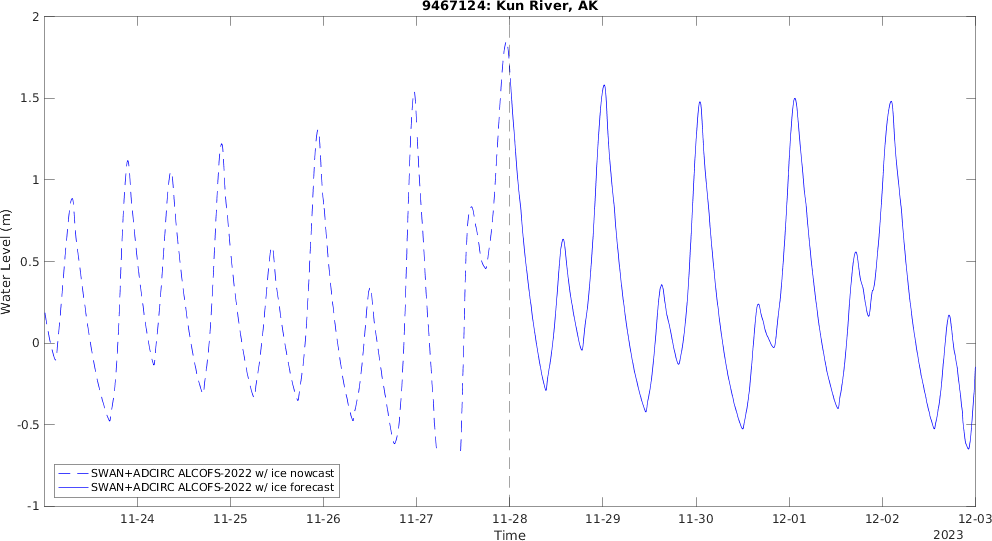 9467124: Kun River, AK
Water Level (m)
2
1.5
1
0.5
0
-0.5
-1
SWAN+ADCIRC ALCOFS-2022 w/ ice nowcast
SWAN+ADCIRC ALCOFS-2022 w/ ice forecast
11-24 11-25 11-26 11-27 11-28 11-29 11-30 12-01 12-02 12-03
Time
2023